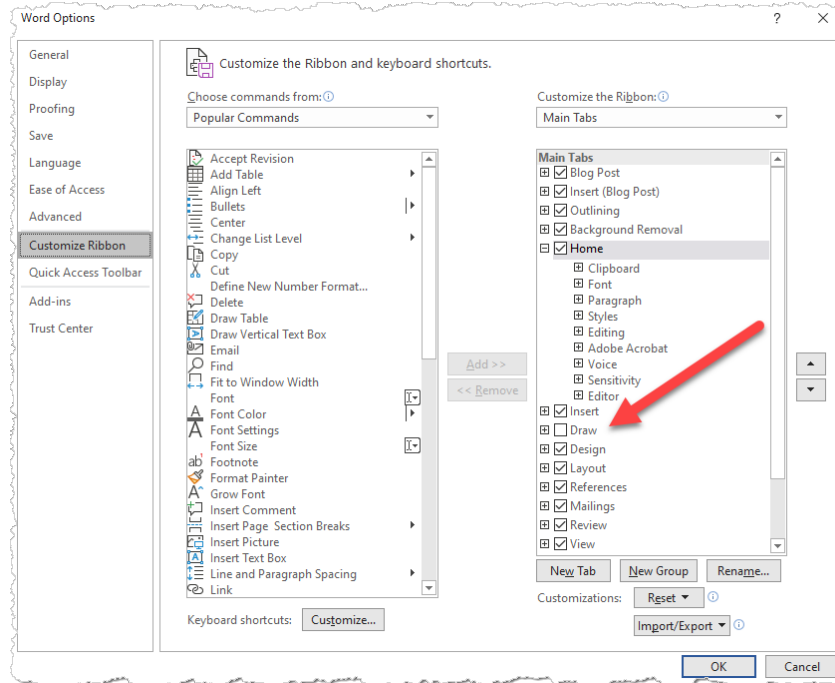 Word Options
?
General
Display
Proofing
Save
Language
Ease of Access
Advanced
Customize Ribbon
Quick Access Toolbar
Add-ins
Trust Center
Customize the Ribbon and keyboard shortcuts.
Choose commands from:
Popular Commands
Accept Revision
Add Table
Align Left
Bullets
Center
Change List Level
Copy
Cut
Define New Number Format...
Delete
Draw Table
Draw Vertical Text Box
Email
Find
Fit to Window Width
Font
Font Color
Font Settings
Font Size
Footnote
Format Painter
Grow Font
Insert Comment
Insert Page Section Breaks
Insert Picture
Insert Text Box
Line and Paragraph Spacing
Link
Keyboard shortcuts: Customize...
Add >>
<< Remove
Customize the Ribbon:
Main Tabs
Main Tabs
Blog Post
Insert (Blog Post)
Outlining
Background Removal
Home
Clipboard
Font
Paragraph
Styles
Editing
Adobe Acrobat
Voice
Sensitivity
Editor
Insert
Draw
Design
Layout
References
Mailings
Review
View
New Tab New Group Rename...
Customizations: Reset
Import/Export
OK Cancel